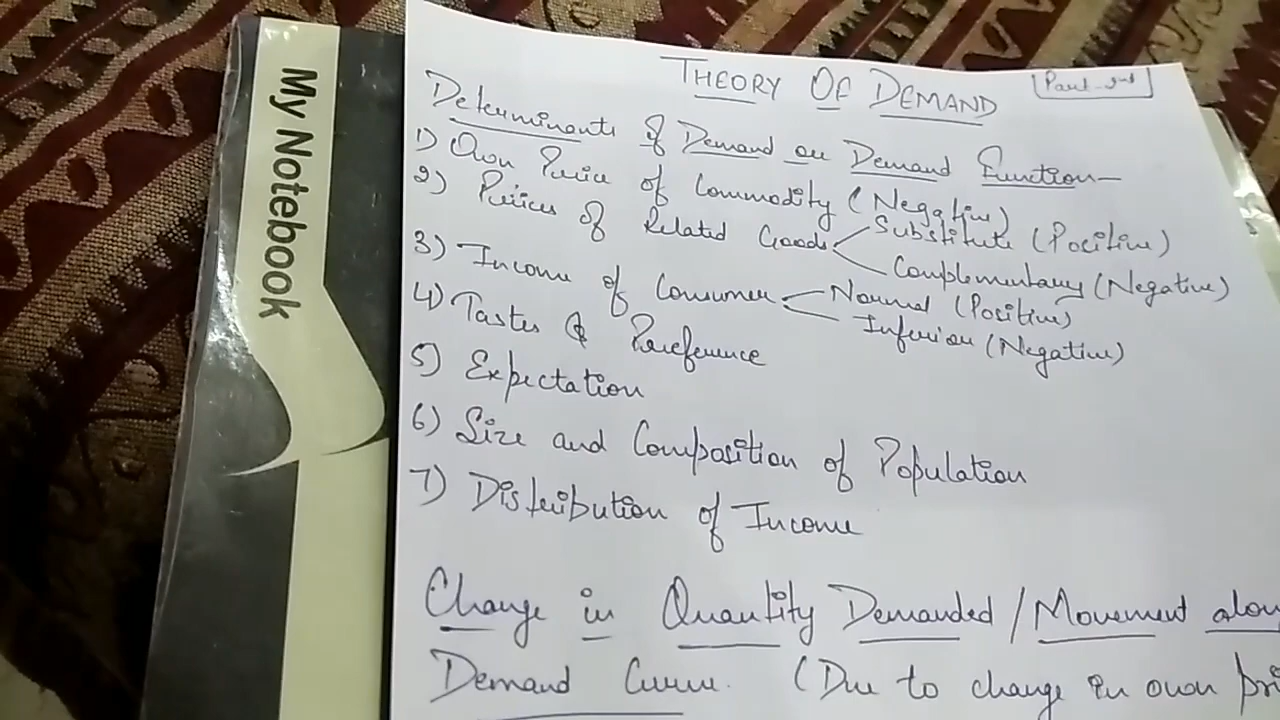 My Notebook
THEORY OF DEMAND
Part-2nd
Determinants of Demand or Demand Function-
1) Own Price of Commodity (Negative)
2) Prices of Related Goods
Substitute (Positive)
Complementary (Negative)
3) Income of Consumer
Normal (Positive)
Inferior (Negative)
4) Tastes & Preference
5) Expectation
6) Size and Composition of Population
7) Distribution of Income
Change in Quantity Demanded / Movement alon
Demand Curve. (Due to change in own pri